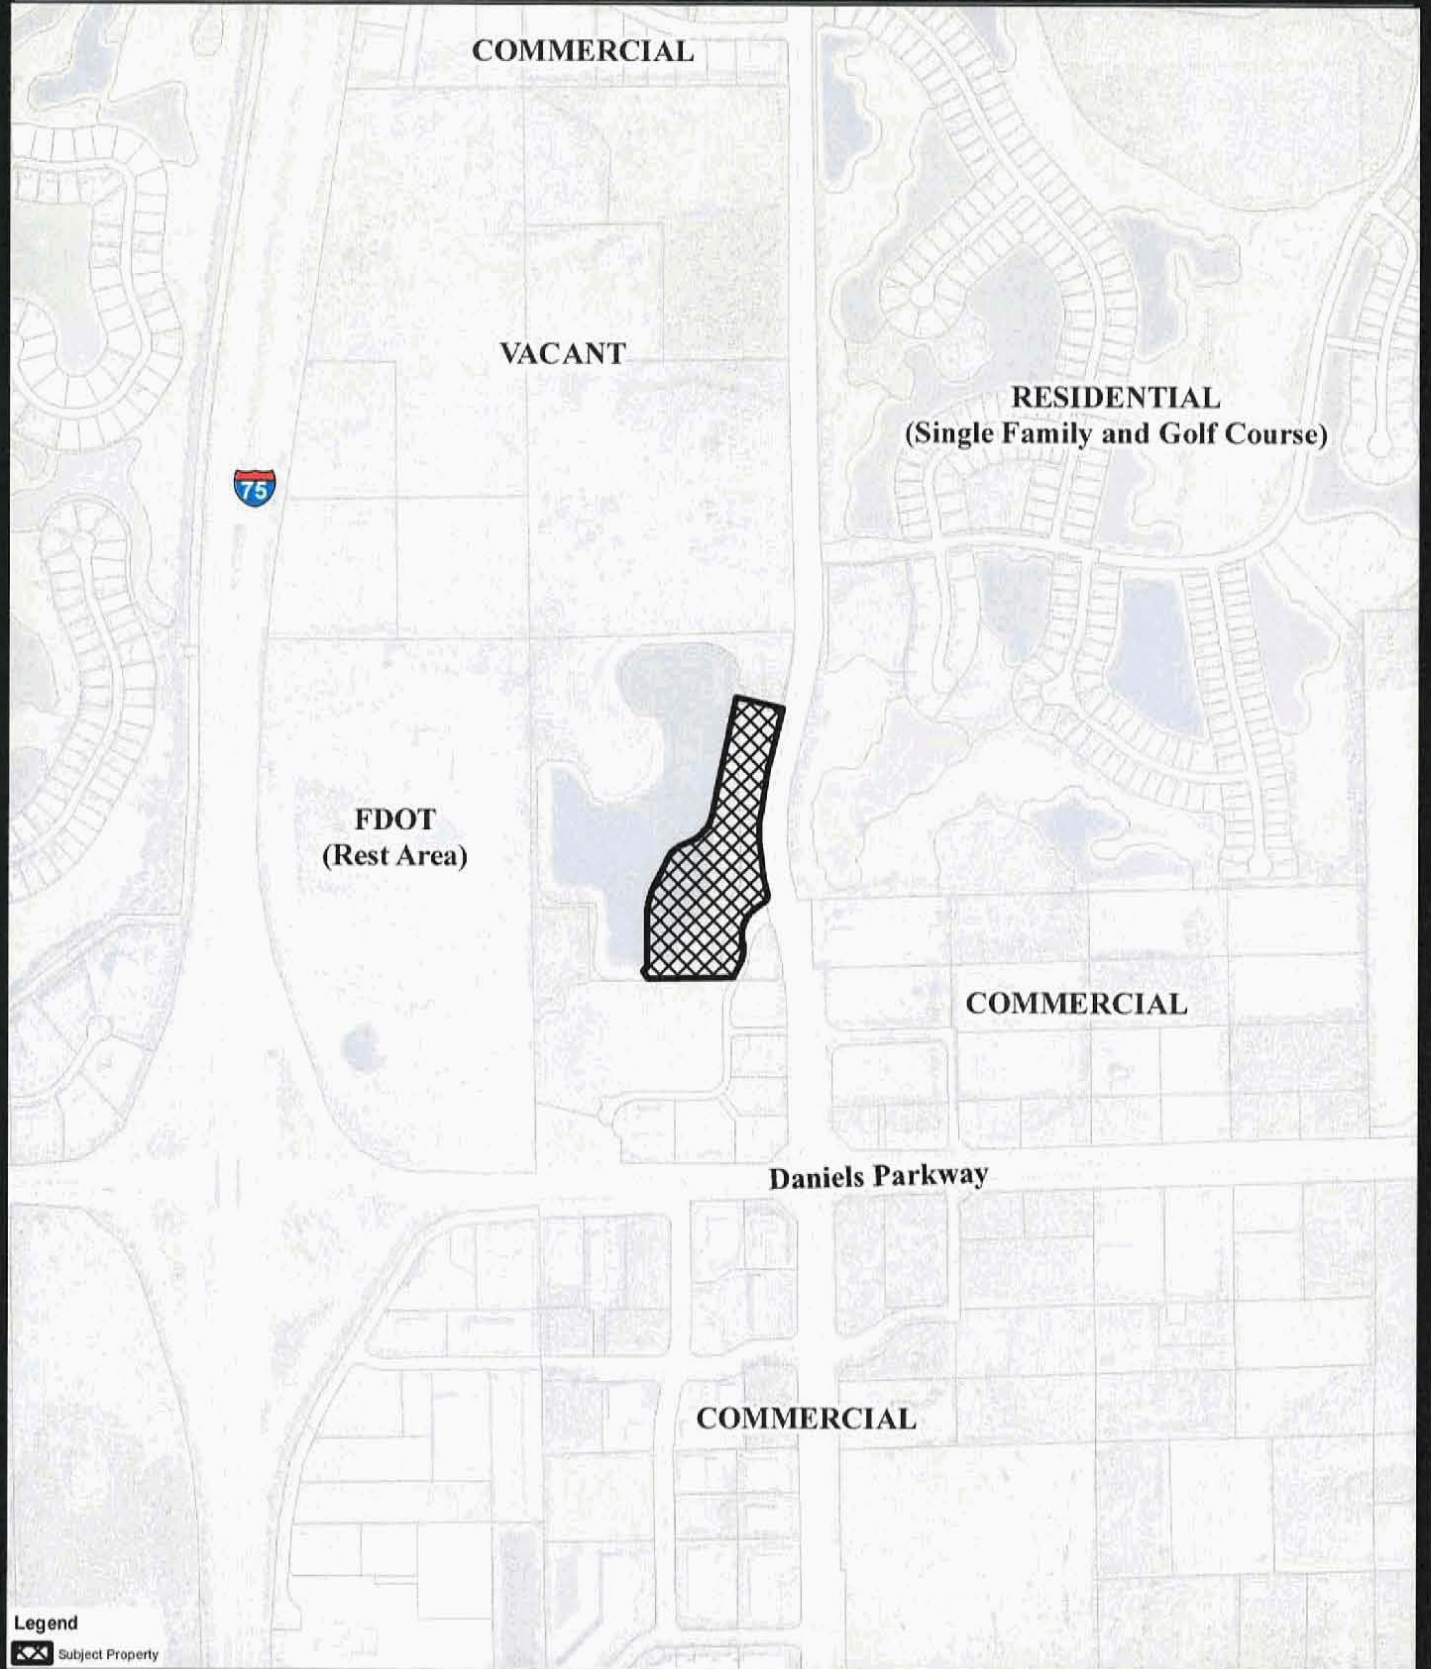 COMMERCIAL
VACANT
RESIDENTIAL
(Single Family and Golf Course)
75
FDOT
(Rest Area)
COMMERCIAL
Daniels Parkway
COMMERCIAL
Legend
Subject Property